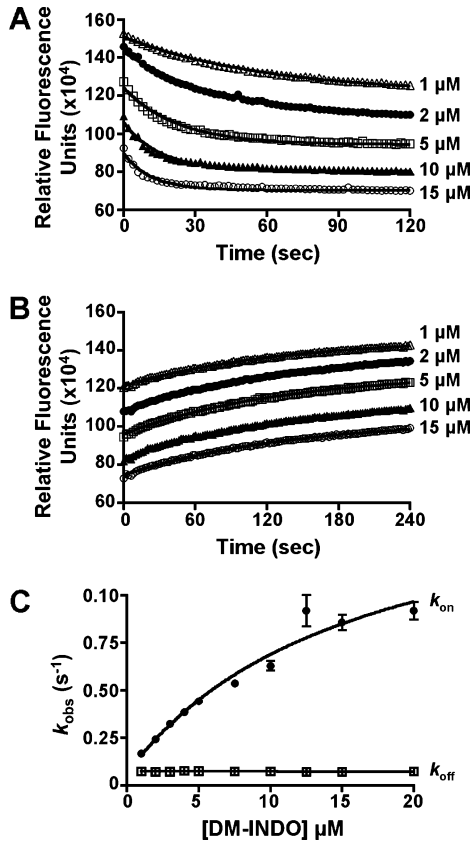 A
Relative Fluorescence
Units (x10⁴)
160
140
120
100
80
60
0
30
60
90
120
Time (sec)
1 µM
2 µM
5 µM
10 µM
15 µM
B
Relative Fluorescence
Units (x10⁴)
160
140
120
100
80
60
0
60
120
180
240
Time (sec)
1 µM
2 µM
5 µM
10 µM
15 µM
C
kobs (s⁻¹)
0.10
0.75
0.50
0.25
0
0
5
10
15
20
[DM-INDO] µM
kon
koff